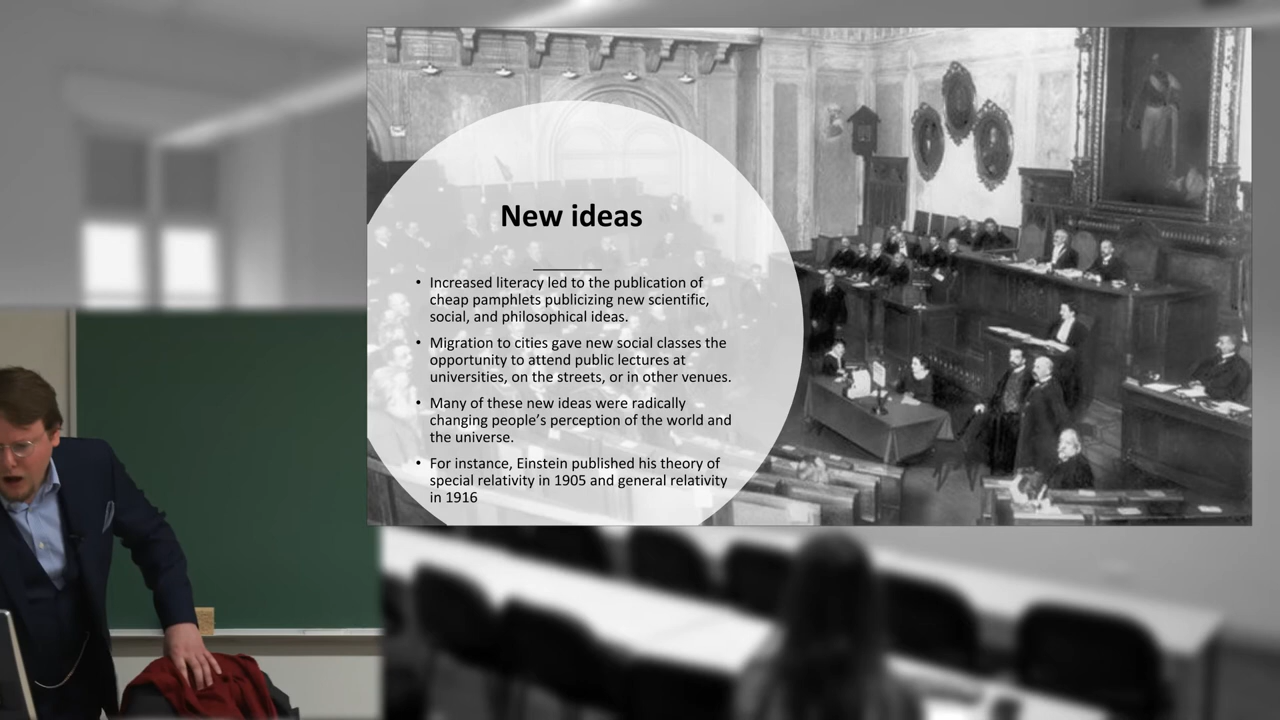 New ideas
• Increased literacy led to the publication of
cheap pamphlets publicizing new scientific,
social, and philosophical ideas.
• Migration to cities gave new social classes the
opportunity to attend public lectures at
universities, on the streets, or in other venues.
• Many of these new ideas were radically
changing people's perception of the world and
the universe.
• For instance, Einstein published his theory of
special relativity in 1905 and general relativity
in 1916